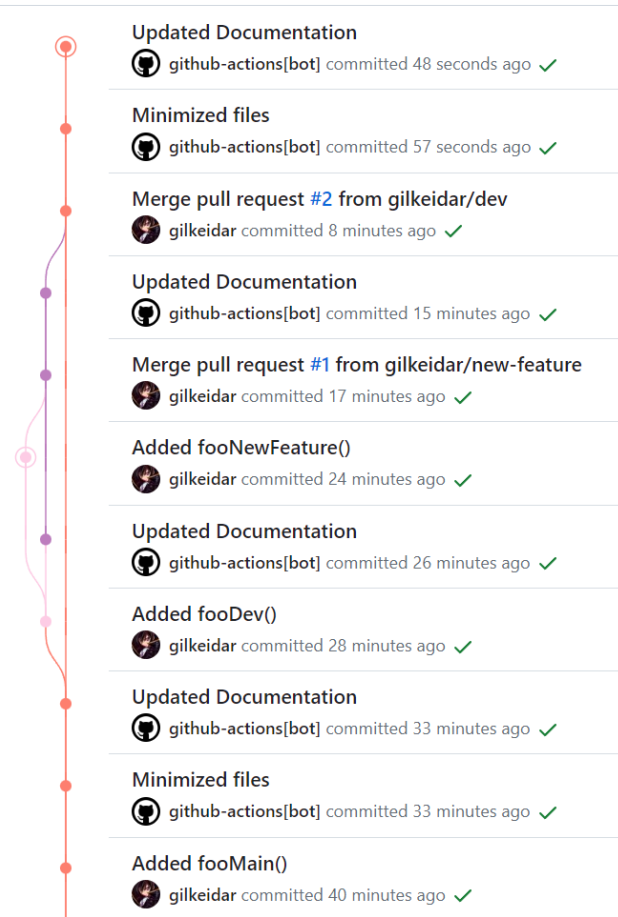 Updated Documentation
github-actions[bot] committed 48 seconds ago
Minimized files
github-actions[bot] committed 57 seconds ago
Merge pull request #2 from gilkeidar/dev
gilkeidar committed 8 minutes ago
Updated Documentation
github-actions[bot] committed 15 minutes ago
Merge pull request #1 from gilkeidar/new-feature
gilkeidar committed 17 minutes ago
Added fooNewFeature()
gilkeidar committed 24 minutes ago
Updated Documentation
github-actions[bot] committed 26 minutes ago
Added fooDev()
gilkeidar committed 28 minutes ago
Updated Documentation
github-actions[bot] committed 33 minutes ago
Minimized files
github-actions[bot] committed 33 minutes ago
Added fooMain()
gilkeidar committed 40 minutes ago